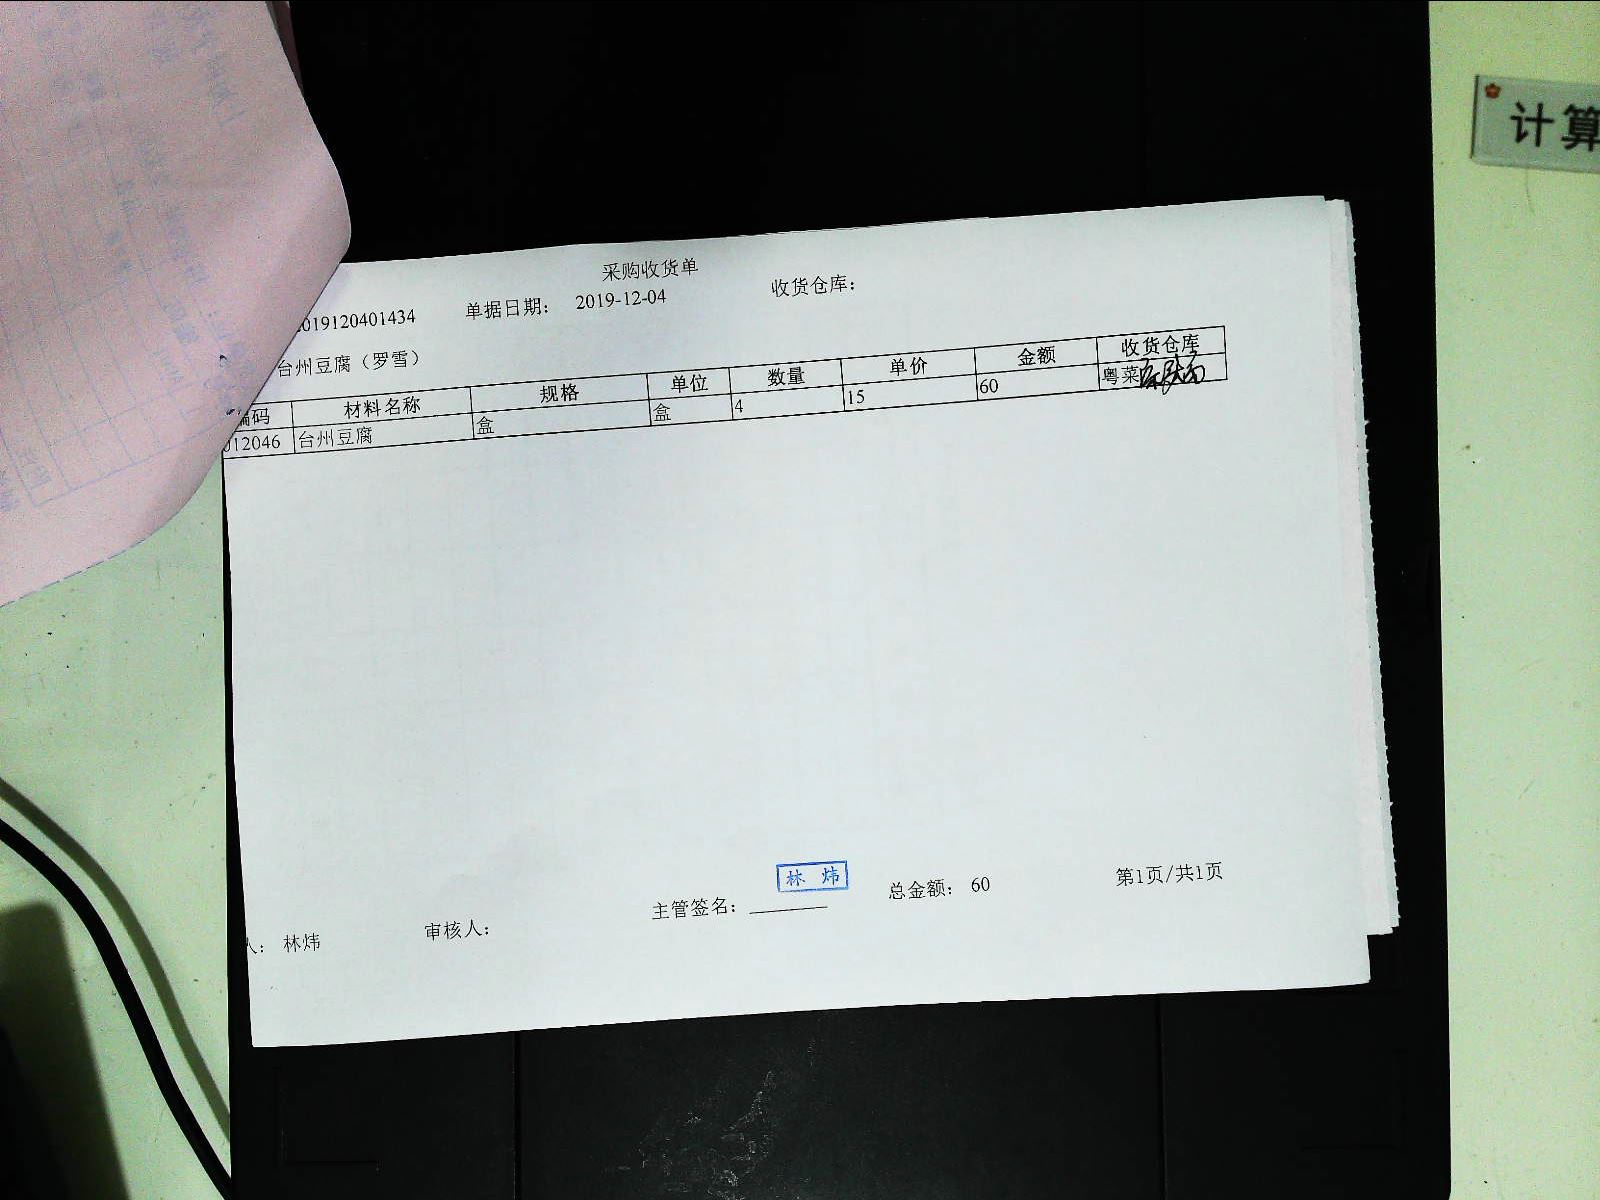 计算
采购收货单
019120401434 单据日期： 2019-12-04 收货仓库：
台州豆腐（罗雪）
编码 材料名称 规格 单位 数量 单价 金额 收货仓库
012046 台州豆腐 盒 盒 4 15 60 粤菜
林炜
人： 林炜 审核人： 主管签名： 总金额： 60 第1页/共1页